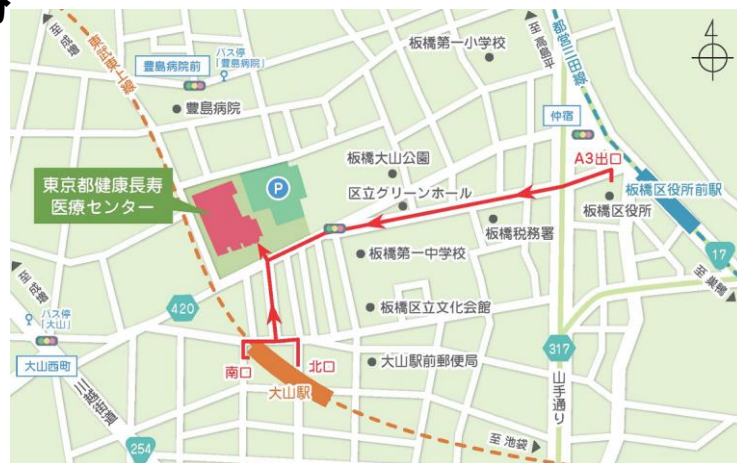 至 成増
東武東上線
豊島病院前
バス停
「豊島病院」
豊島病院
板橋第一小学校
至 高島平
都営三田線
仲宿
4
東京都健康長寿
医療センター
P
板橋大山公園
区立グリーンホール
A3出口
板橋区役所前駅
板橋区役所
板橋税務署
板橋第一中学校
17
至 巣鴨
至 成増
バス停
「大山」
420
板橋区立文化会館
大山西町
南口
北口
大山駅
大山駅前郵便局
317
山手通り
川越街道
254
至 池袋